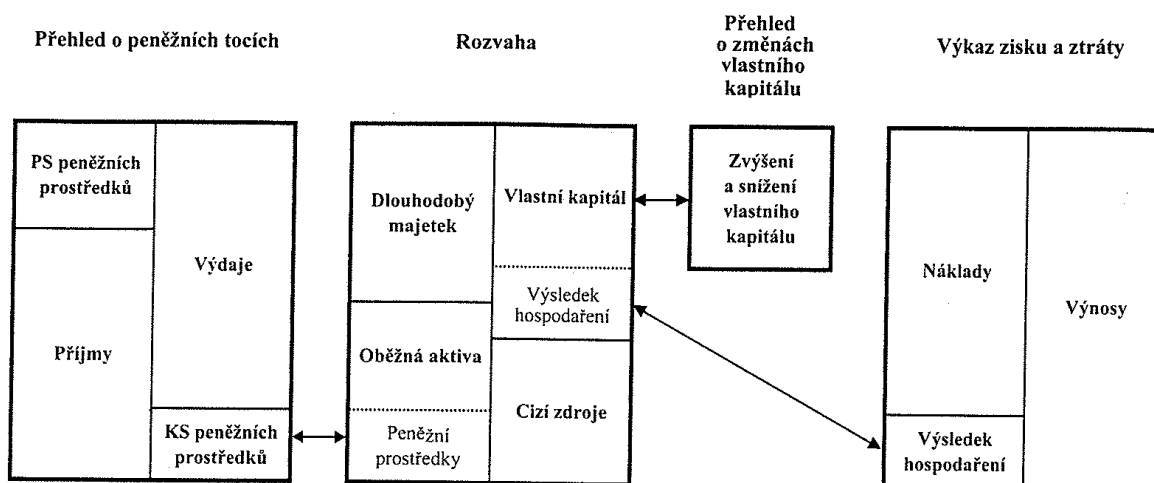 Přehled o peněžních tocích
Rozvaha
Přehled
o změnách
vlastního
kapitálu
Výkaz zisku a ztráty
PS peněžních
prostředků
Výdaje
Příjmy
KS peněžních
prostředků
Dlouhodobý
majetek
Vlastní kapitál
Výsledek
hospodaření
Oběžná aktiva
Cizí zdroje
Peněžní
prostředky
Zvýšení
a snížení
vlastního
kapitálu
Náklady
Výnosy
Výsledek
hospodaření